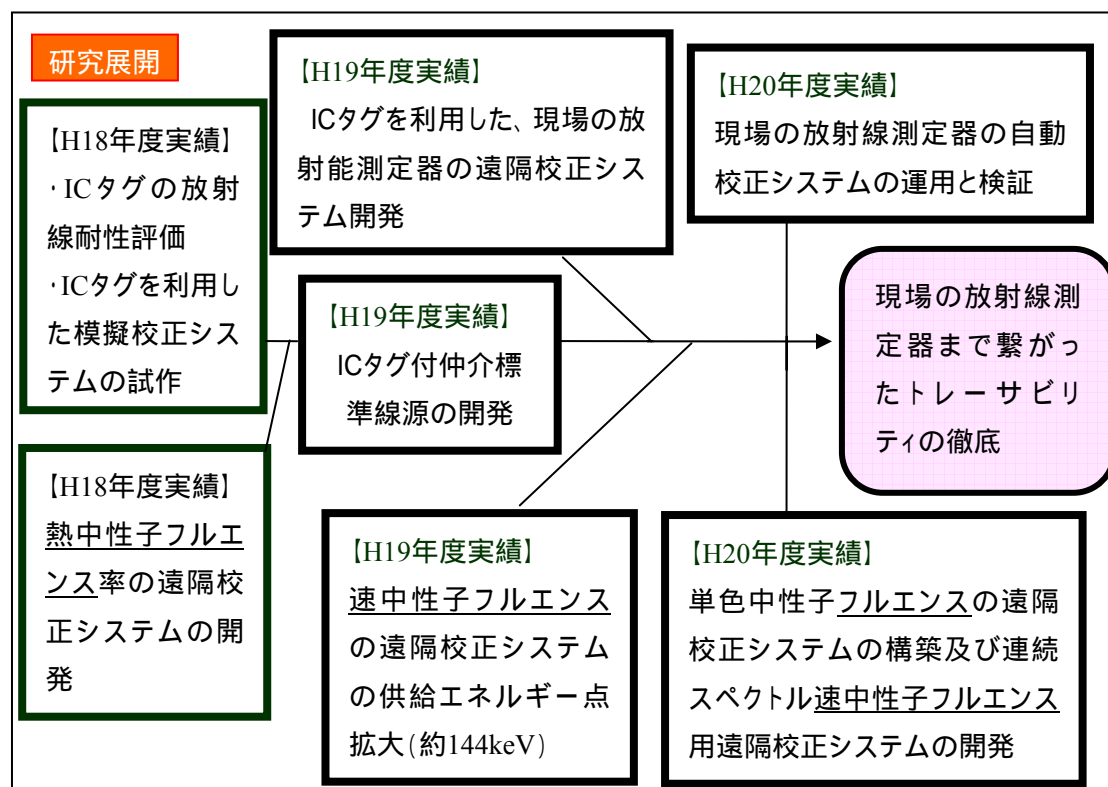 研究展開
【H18年度実績】
・ICタグの放射
線耐性評価
・ICタグを利用し
た模擬校正シス
テムの試作
【H18年度実績】
熱中性子フルエ
ンス率の遠隔校
正システムの開
発
【H19年度実績】
ICタグを利用した、現場の放
射能測定器の遠隔校正シス
テム開発
【H19年度実績】
ICタグ付仲介標
準線源の開発
【H19年度実績】
速中性子フルエンス
の遠隔校正システム
の供給エネルギー点
拡大(約144keV)
【H20年度実績】
現場の放射線測定器の自動
校正システムの運用と検証
現場の放射線測
定器まで繋がっ
たトレーサビリ
ティの徹底
【H20年度実績】
単色中性子フルエンスの遠隔
校正システムの構築及び連続
スペクトル速中性子フルエンス
用遠隔校正システムの開発